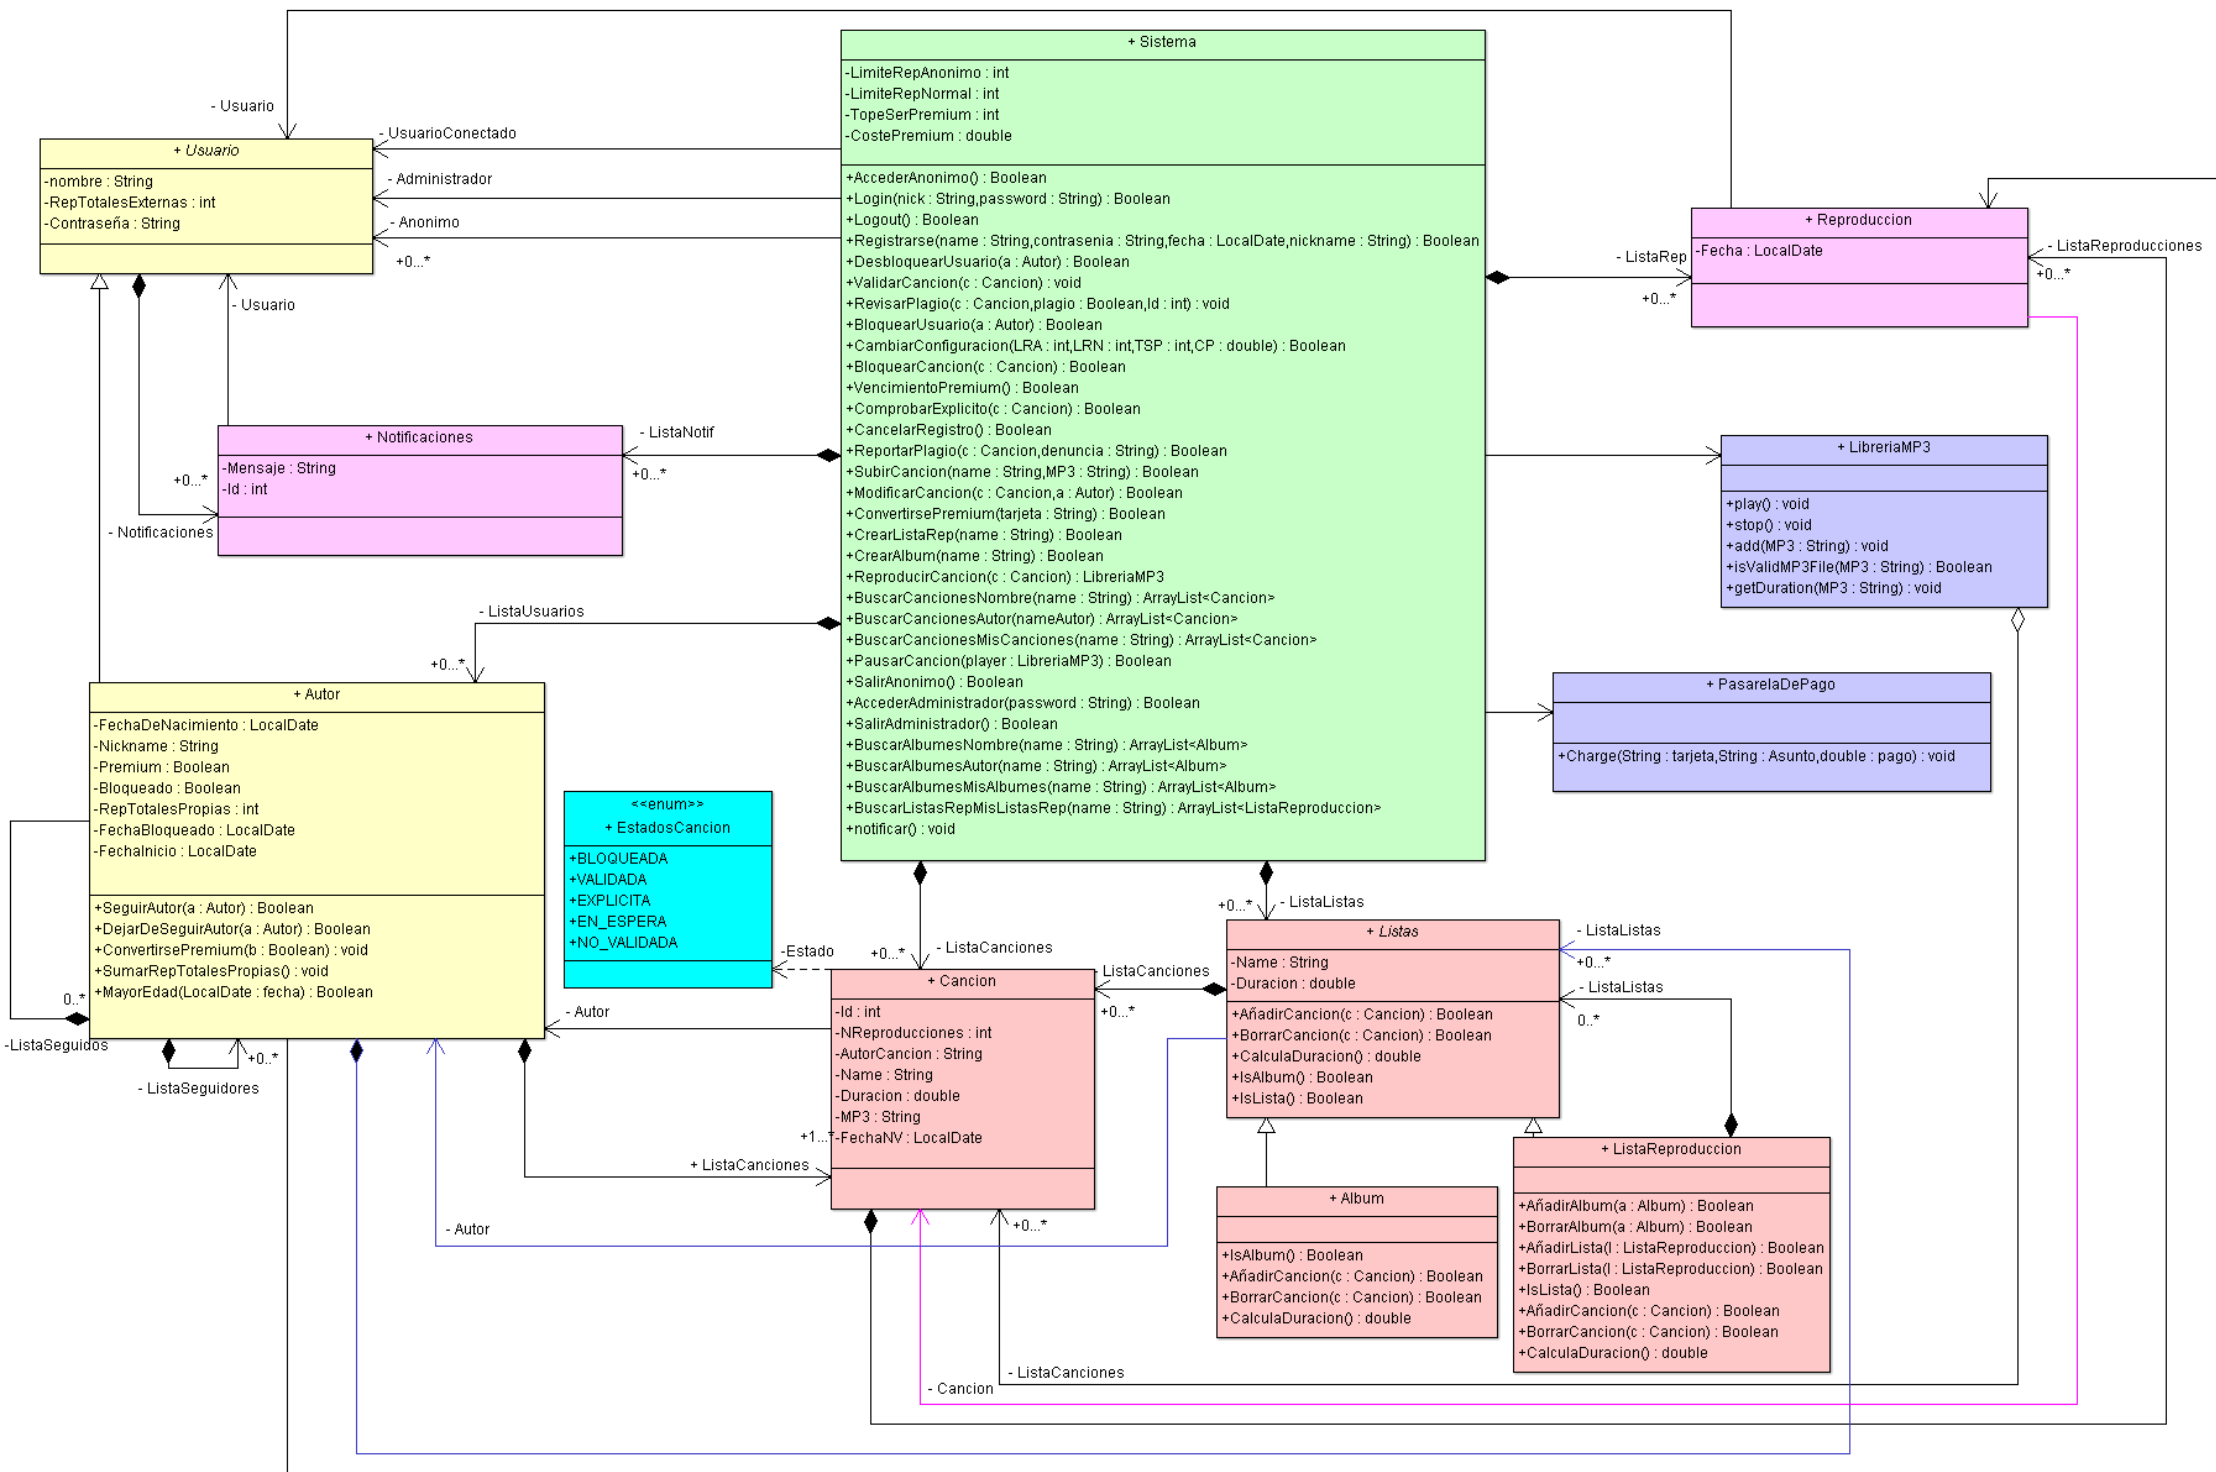 - Usuario
+ Usuario
-nombre : String
-RepTotalesExternas : int
-Contraseña : String
- UsuarioConectado
- Administrador
- Anonimo
+0...*
+ Sistema
-LimiteRepAnonimo : int
-LimiteRepNormal : int
-TopeSerPremium : int
-CostePremium : double
+AccederAnonimo() : Boolean
+Login(nick : String,password : String) : Boolean
+Logout() : Boolean
+Registrarse(name : String,contrasenia : String,fecha : LocalDate,nickname : String) : Boolean
+DesbloquearUsuario(a : Autor) : Boolean
+ValidarCancion(c : Cancion) : void
+RevisarPlagio(c : Cancion,plagio : Boolean,Id : int) : void
+BloquearUsuario(a : Autor) : Boolean
+CambiarConfiguracion(LRA : int,LRN : int,TSP : int,CP : double) : Boolean
+BloquearCancion(c : Cancion) : Boolean
+VencimientoPremium() : Boolean
+ComprobarExplicito(c : Cancion) : Boolean
+CancelarRegistro() : Boolean
+ReportarPlagio(c : Cancion,denuncia : String) : Boolean
+SubirCancion(name : String,MP3 : String) : Boolean
+ModificarCancion(c : Cancion,a : Autor) : Boolean
+ConvertirsePremium(tarjeta : String) : Boolean
+CrearListaRep(name : String) : Boolean
+CrearAlbum(name : String) : Boolean
+ReproducirCancion(c : Cancion) : LibreriaMP3
+BuscarCancionesNombre(name : String) : ArrayList<Cancion>
+BuscarCancionesAutor(nameAutor) : ArrayList<Cancion>
+BuscarCancionesMisCanciones(name : String) : ArrayList<Cancion>
+PausarCancion(player : LibreriaMP3) : Boolean
+SalirAnonimo() : Boolean
+AccederAdministrador(password : String) : Boolean
+SalirAdministrador() : Boolean
+BuscarAlbumesNombre(name : String) : ArrayList<Album>
+BuscarAlbumesAutor(name : String) : ArrayList<Album>
+BuscarAlbumesMisAlbumes(name : String) : ArrayList<Album>
+BuscarListasRepMisListasRep(name : String) : ArrayList<ListaReproduccion>
+notificar() : void
- ListaRep
+0...*
+ Reproduccion
-Fecha : LocalDate
- ListaReproducciones
+0...*
- Usuario
+ Notificaciones
-Mensaje : String
-Id : int
+0...*
- Notificaciones
- ListaNotif
+0...*
+ LibreriaMP3
+play() : void
+stop() : void
+add(MP3 : String) : void
+isValidMP3File(MP3 : String) : Boolean
+getDuration(MP3 : String) : void
- ListaUsuarios
+0...*
+ PasarelaDePago
+Charge(String : tarjeta,String : Asunto,double : pago) : void
+ Autor
-FechaDeNacimiento : LocalDate
-Nickname : String
-Premium : Boolean
-Bloqueado : Boolean
-RepTotalesPropias : int
-FechaBloqueado : LocalDate
-FechaInicio : LocalDate
+SeguirAutor(a : Autor) : Boolean
+DejarDeSeguirAutor(a : Autor) : Boolean
+ConvertirsePremium(b : Boolean) : void
+SumarRepTotalesPropias() : void
+MayorEdad(LocalDate : fecha) : Boolean
0..*
-ListaSeguidos
+0...*
- ListaSeguidores
<<enum>>
+ EstadosCancion
+BLOQUEADA
+VALIDADA
+EXPLICITA
+EN_ESPERA
+NO_VALIDADA
-Estado
+0...*
- ListaCanciones
- Autor
+ Cancion
-Id : int
-NReproducciones : int
-AutorCancion : String
-Name : String
-Duracion : double
-MP3 : String
-FechaNV : LocalDate
+1...*
+ ListaCanciones
- Autor
- ListaCanciones
+0...*
+0...*
- ListaListas
+ Listas
-Name : String
-Duracion : double
+AñadirCancion(c : Cancion) : Boolean
+BorrarCancion(c : Cancion) : Boolean
+CalculaDuracion() : double
+IsAlbum() : Boolean
+IsLista() : Boolean
- ListaListas
+0...*
- ListaListas
0..*
+ Album
+IsAlbum() : Boolean
+AñadirCancion(c : Cancion) : Boolean
+BorrarCancion(c : Cancion) : Boolean
+CalculaDuracion() : double
+ ListaReproduccion
+AñadirAlbum(a : Album) : Boolean
+BorrarAlbum(a : Album) : Boolean
+AñadirLista(l : ListaReproduccion) : Boolean
+BorrarLista(l : ListaReproduccion) : Boolean
+IsLista() : Boolean
+AñadirCancion(c : Cancion) : Boolean
+BorrarCancion(c : Cancion) : Boolean
+CalculaDuracion() : double
+0...*
- ListaCanciones
- Cancion